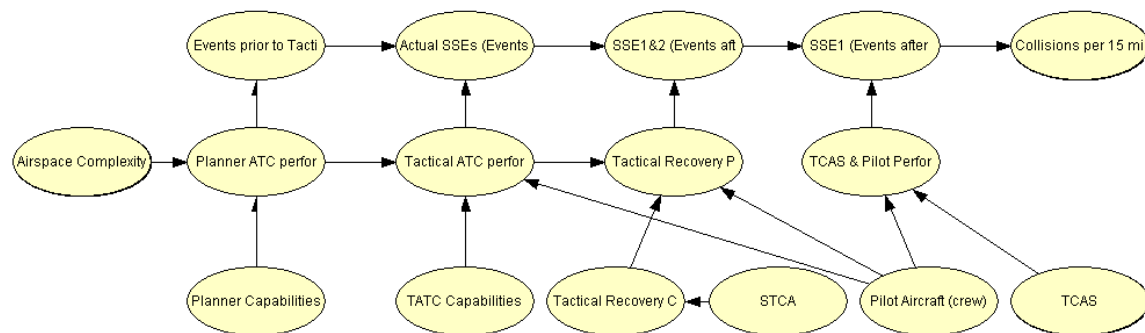 Events prior to Tacti
Actual SSEs (Events
SSE1&2 (Events aft
SSE1 (Events after
Collisions per 15 mi
Airspace Complexity
Planner ATC perfor
Tactical ATC perfor
Tactical Recovery P
TCAS & Pilot Perfor
Planner Capabilities
TATC Capabilities
Tactical Recovery C
STCA
Pilot Aircraft (crew)
TCAS